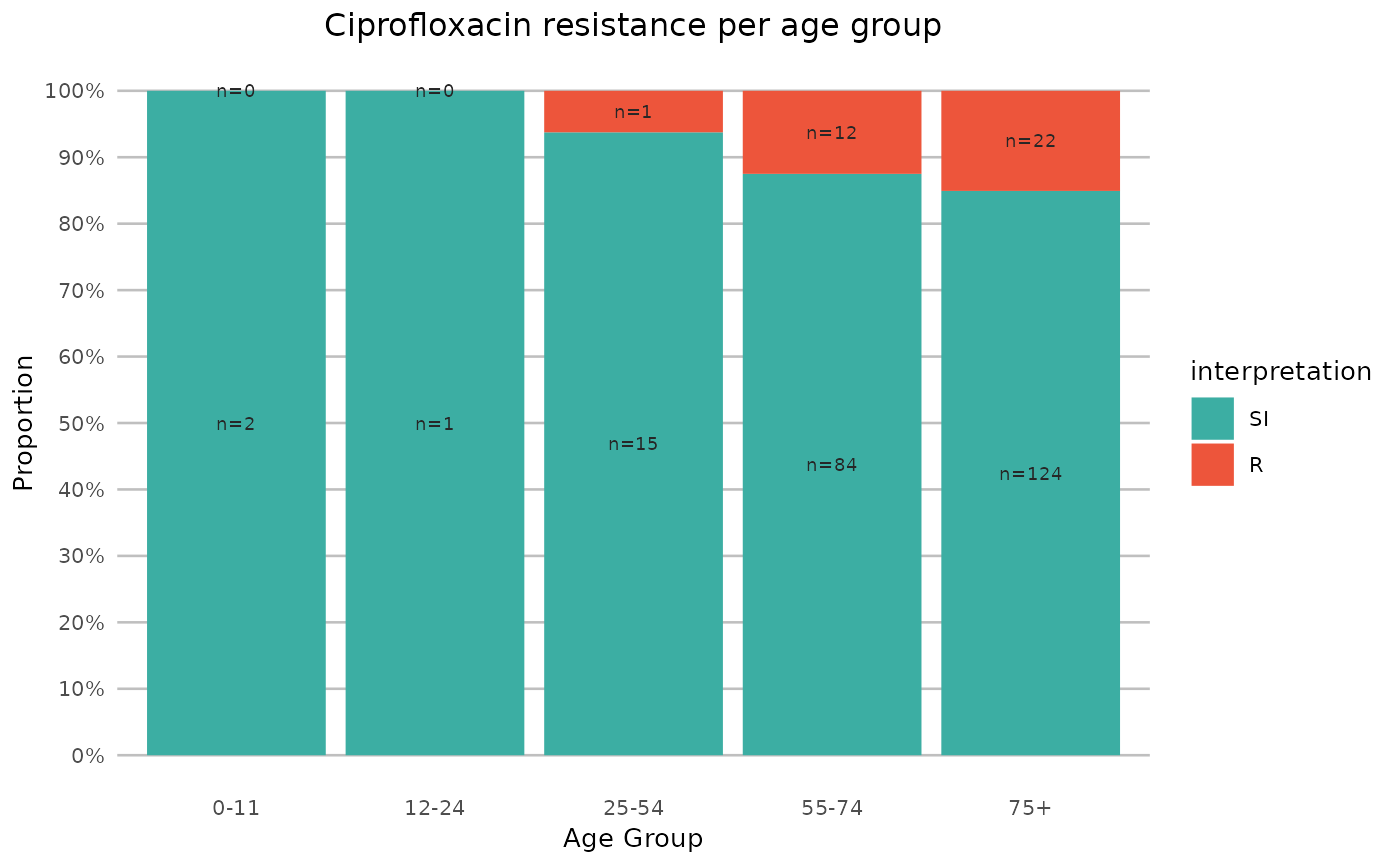 Ciprofloxacin resistance per age group
100%
90%
80%
70%
60%
50%
40%
30%
20%
10%
0%
Proportion
n=0
n=0
n=1
n=12
n=22
n=2
n=1
n=15
n=84
n=124
0-11
12-24
25-54
55-74
75+
Age Group
interpretation
SI
R